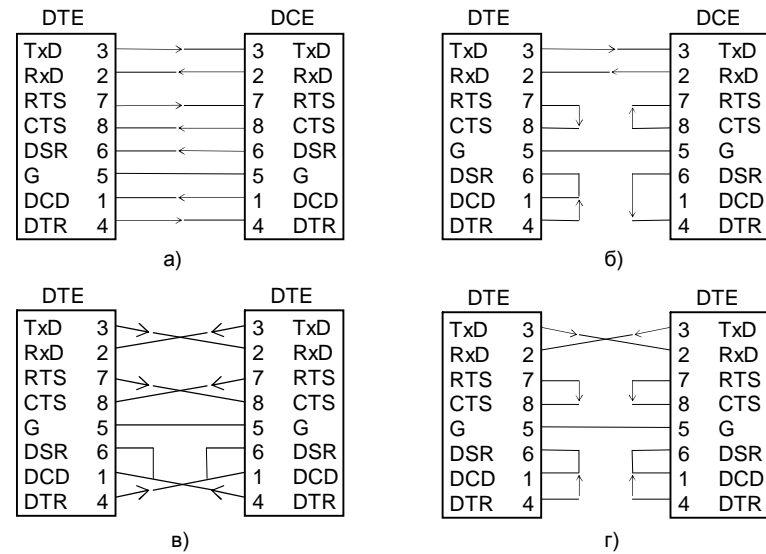 DTE DCE
TxD 3 3 TxD
RxD 2 2 RxD
RTS 7 7 RTS
CTS 8 8 CTS
DSR 6 6 DSR
G 5 5 G
DCD 1 1 DCD
DTR 4 4 DTR
а)
DTE DCE
TxD 3 3 TxD
RxD 2 2 RxD
RTS 7 7 RTS
CTS 8 8 CTS
G 5 5 G
DSR 6 6 DSR
DCD 1 1 DCD
DTR 4 4 DTR
б)
DTE DTE
TxD 3 3 TxD
RxD 2 2 RxD
RTS 7 7 RTS
CTS 8 8 CTS
G 5 5 G
DSR 6 6 DSR
DCD 1 1 DCD
DTR 4 4 DTR
в)
DTE DTE
TxD 3 3 TxD
RxD 2 2 RxD
RTS 7 7 RTS
CTS 8 8 CTS
G 5 5 G
DSR 6 6 DSR
DCD 1 1 DCD
DTR 4 4 DTR
г)